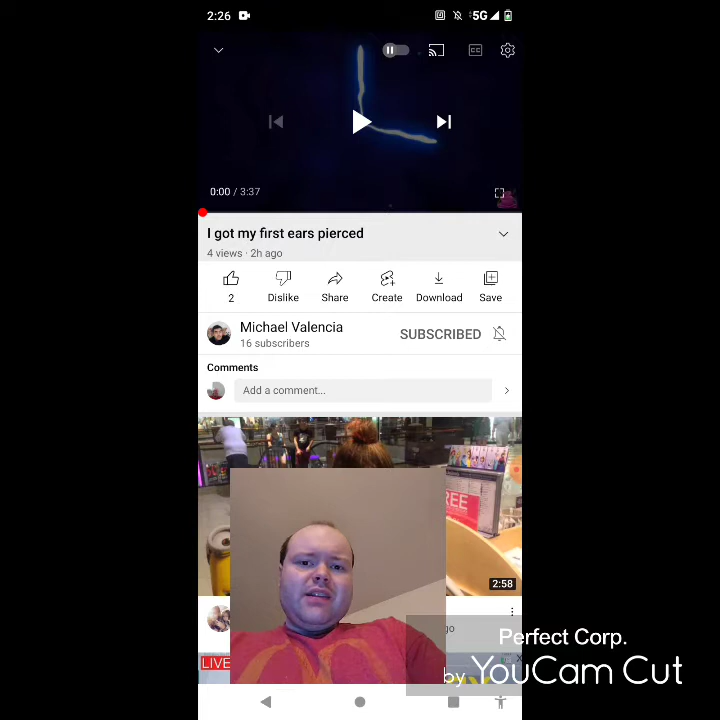 2:26
5G
CC
0:00 / 3:37
I got my first ears pierced
4 views · 2h ago
2 Dislike Share Create Download Save
Michael Valencia
16 subscribers
SUBSCRIBED
Comments
Add a comment...
REE
2:58
go
LIVE
Perfect Corp.
by YouCam Cut